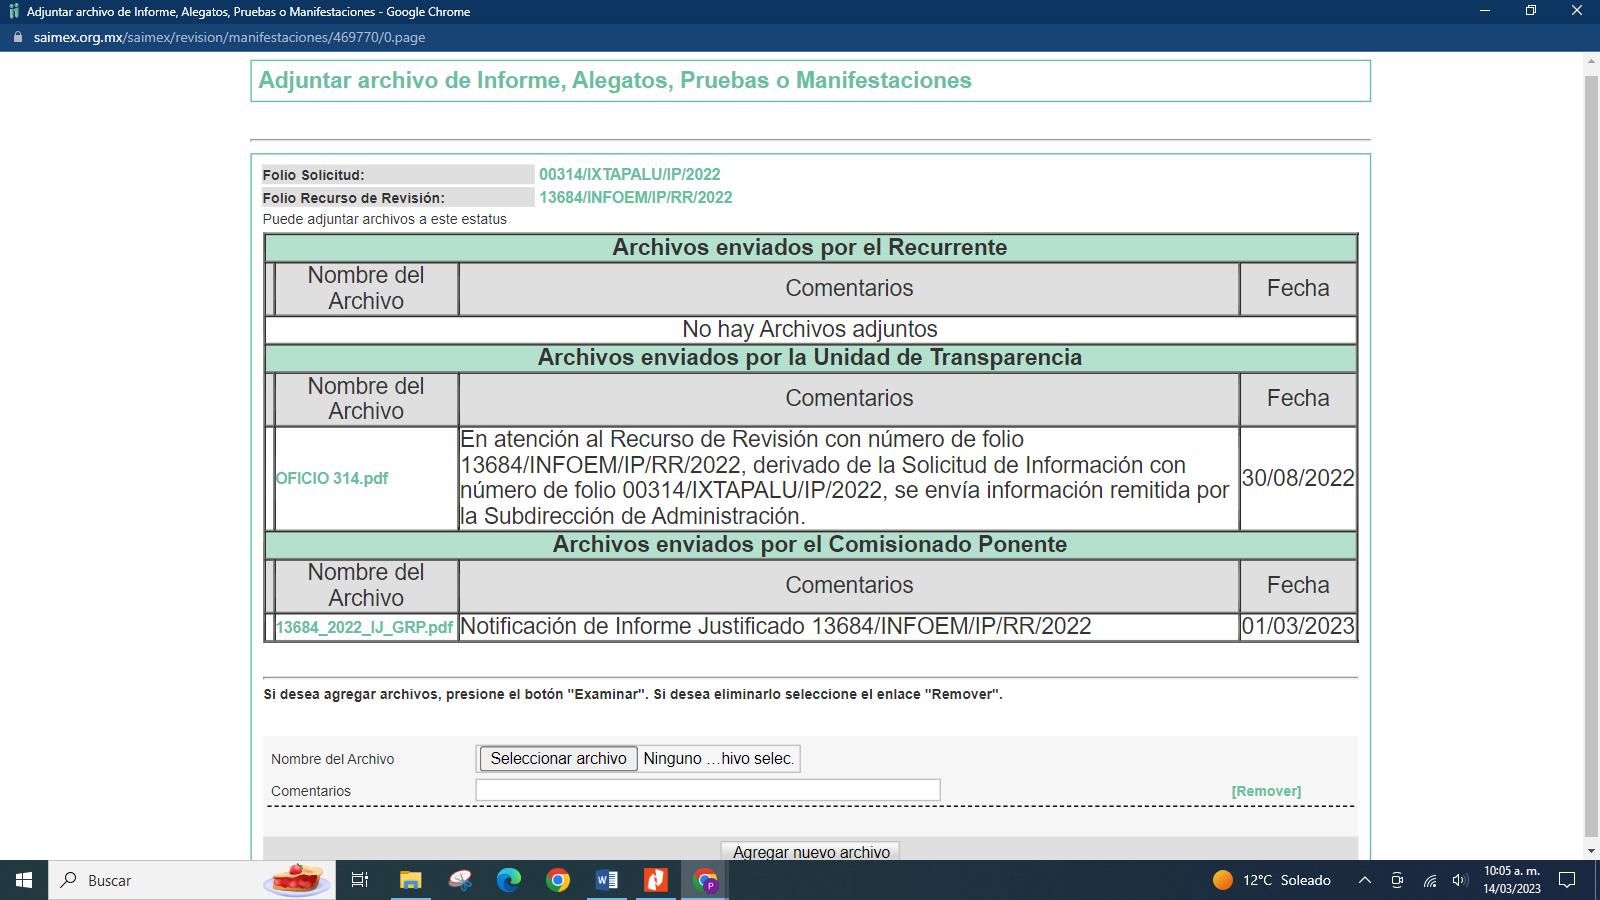 Adjuntar archivo de Informe, Alegatos, Pruebas o Manifestaciones - Google Chrome
saimex.org.mx/saimex/revision/manifestaciones/469770/0.page
Adjuntar archivo de Informe, Alegatos, Pruebas o Manifestaciones
Folio Solicitud: 00314/IXTAPALU/IP/2022
Folio Recurso de Revisión: 13684/INFOEM/IP/RR/2022
Puede adjuntar archivos a este estatus
Archivos enviados por el Recurrente
Nombre del Archivo Comentarios Fecha
No hay Archivos adjuntos
Archivos enviados por la Unidad de Transparencia
Nombre del Archivo Comentarios Fecha
OFICIO 314.pdf
En atención al Recurso de Revisión con número de folio
13684/INFOEM/IP/RR/2022, derivado de la Solicitud de Información con
número de folio 00314/IXTAPALU/IP/2022, se envía información remitida por
la Subdirección de Administración.
30/08/2022
Archivos enviados por el Comisionado Ponente
Nombre del Archivo Comentarios Fecha
13684_2022_IJ_GRP.pdf Notificación de Informe Justificado 13684/INFOEM/IP/RR/2022 01/03/2023
Si desea agregar archivos, presione el botón "Examinar". Si desea eliminarlo seleccione el enlace "Remover".
Nombre del Archivo Seleccionar archivo Ninguno ...hivo selec.
Comentarios [Remover]
Agregar nuevo archivo
Buscar
12°C Soleado
10:05 a. m.
14/03/2023